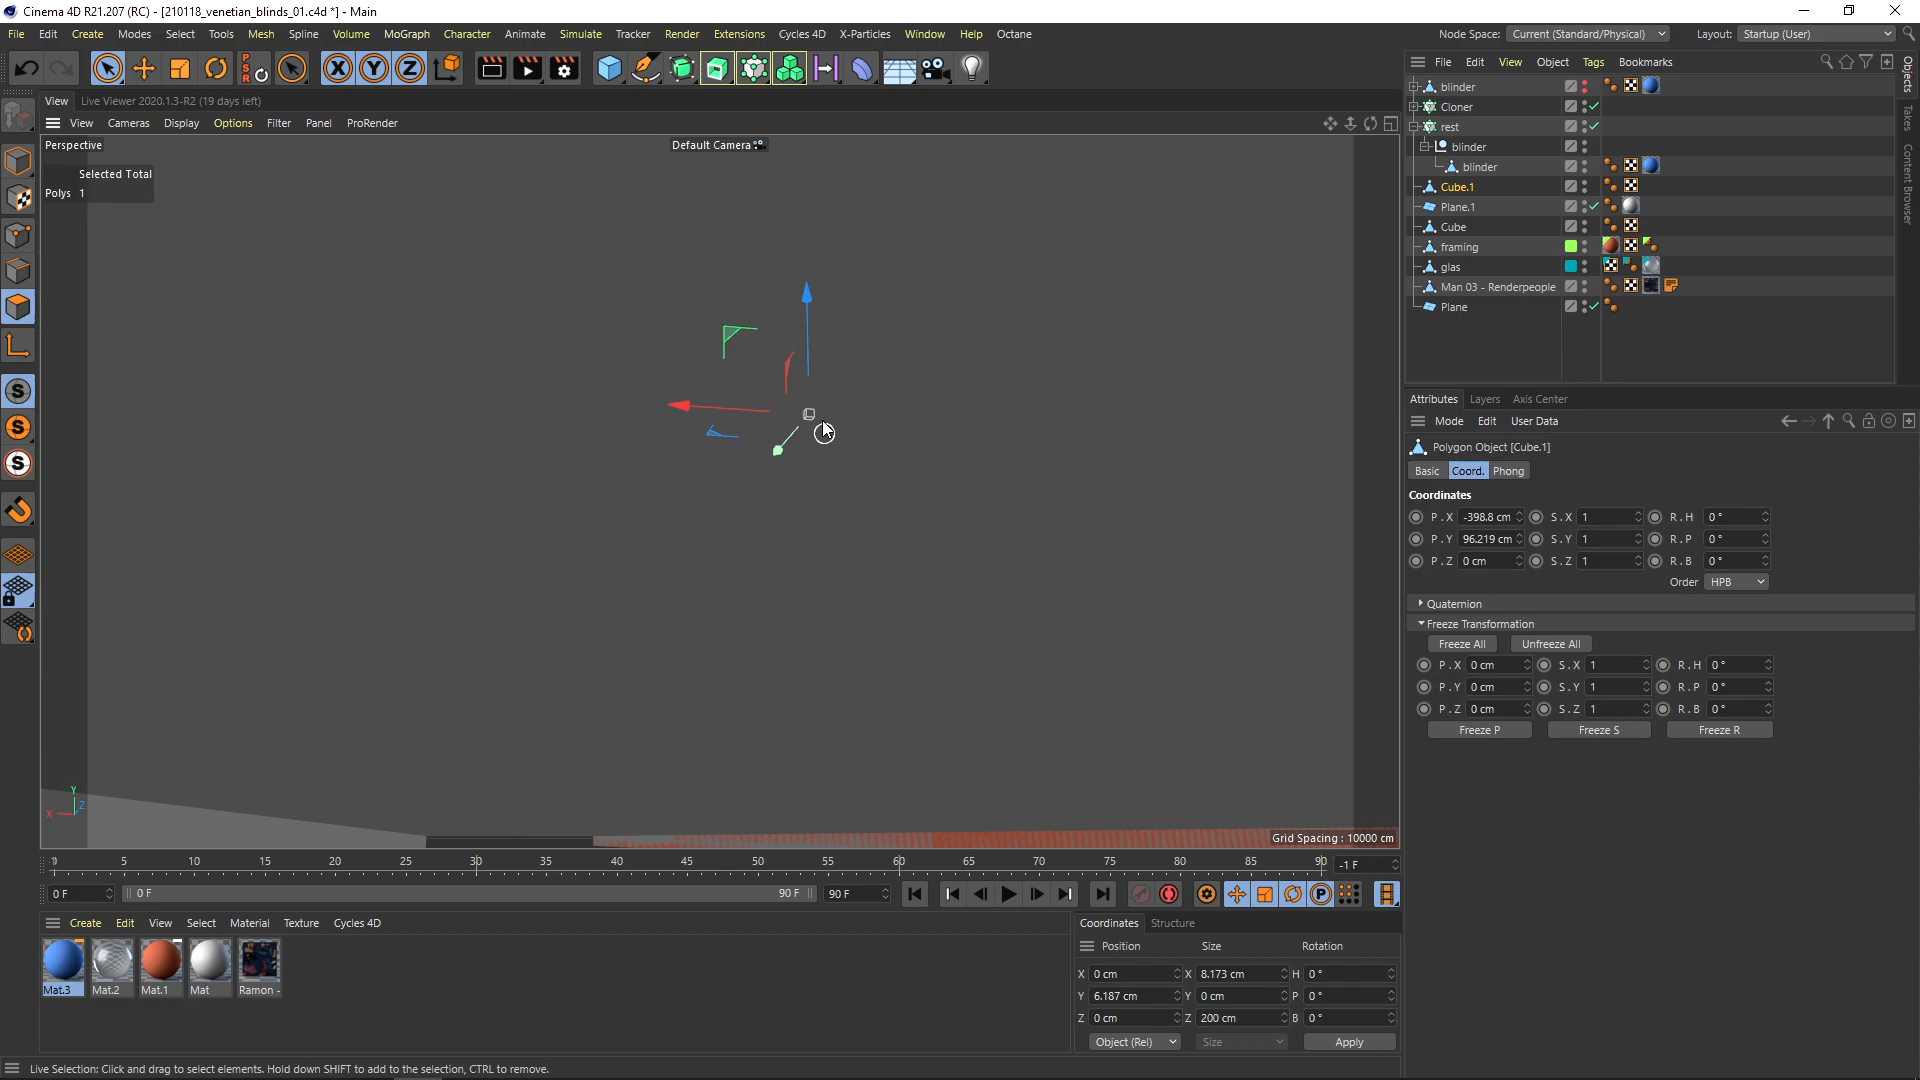 Cinema 4D R21.207 (RC) - [210118_venetian_blinds_01.c4d *] - Main
File Edit Create Modes Select Tools Mesh Spline Volume MoGraph Character Animate Simulate Tracker Render Extensions Cycles 4D X-Particles Window Help Octane Node Space: Current (Standard/Physical) Layout: Startup (User)
File Edit View Object Tags Bookmarks
View Live Viewer 2020.1.3-R2 (19 days left)
View Cameras Display Options Filter Panel ProRender
Perspective Default Camera
Selected Total
Polys 1
blinder
Cloner
rest
blinder
blinder
Cube.1
Plane.1
Cube
framing
glas
Man 03 - Renderpeople
Plane
Objects
Takes
Content Browser
Attributes Layers Axis Center
Mode Edit User Data
Polygon Object [Cube.1]
Basic Coord. Phong
Coordinates
P . X -398.8 cm S . X 1 R . H 0 °
P . Y 96.219 cm S . Y 1 R . P 0 °
P . Z 0 cm S . Z 1 R . B 0 °
Order HPB
Quaternion
Freeze Transformation
Freeze All Unfreeze All
P . X 0 cm S . X 1 R . H 0 °
P . Y 0 cm S . Y 1 R . P 0 °
P . Z 0 cm S . Z 1 R . B 0 °
Freeze P Freeze S Freeze R
Y
Z
X
Grid Spacing : 10000 cm
5 10 15 20 25 30 35 40 45 50 55 60 65 70 75 80 85 90 -1 F
0 F 0 F 90 F 90 F
Create Edit View Select Material Texture Cycles 4D
Mat.3 Mat.2 Mat.1 Mat Ramon -
Coordinates Structure
Position Size Rotation
X 0 cm X 8.173 cm H 0 °
Y 6.187 cm Y 0 cm P 0 °
Z 0 cm Z 200 cm B 0 °
Object (Rel) Size Apply
Live Selection: Click and drag to select elements. Hold down SHIFT to add to the selection, CTRL to remove.